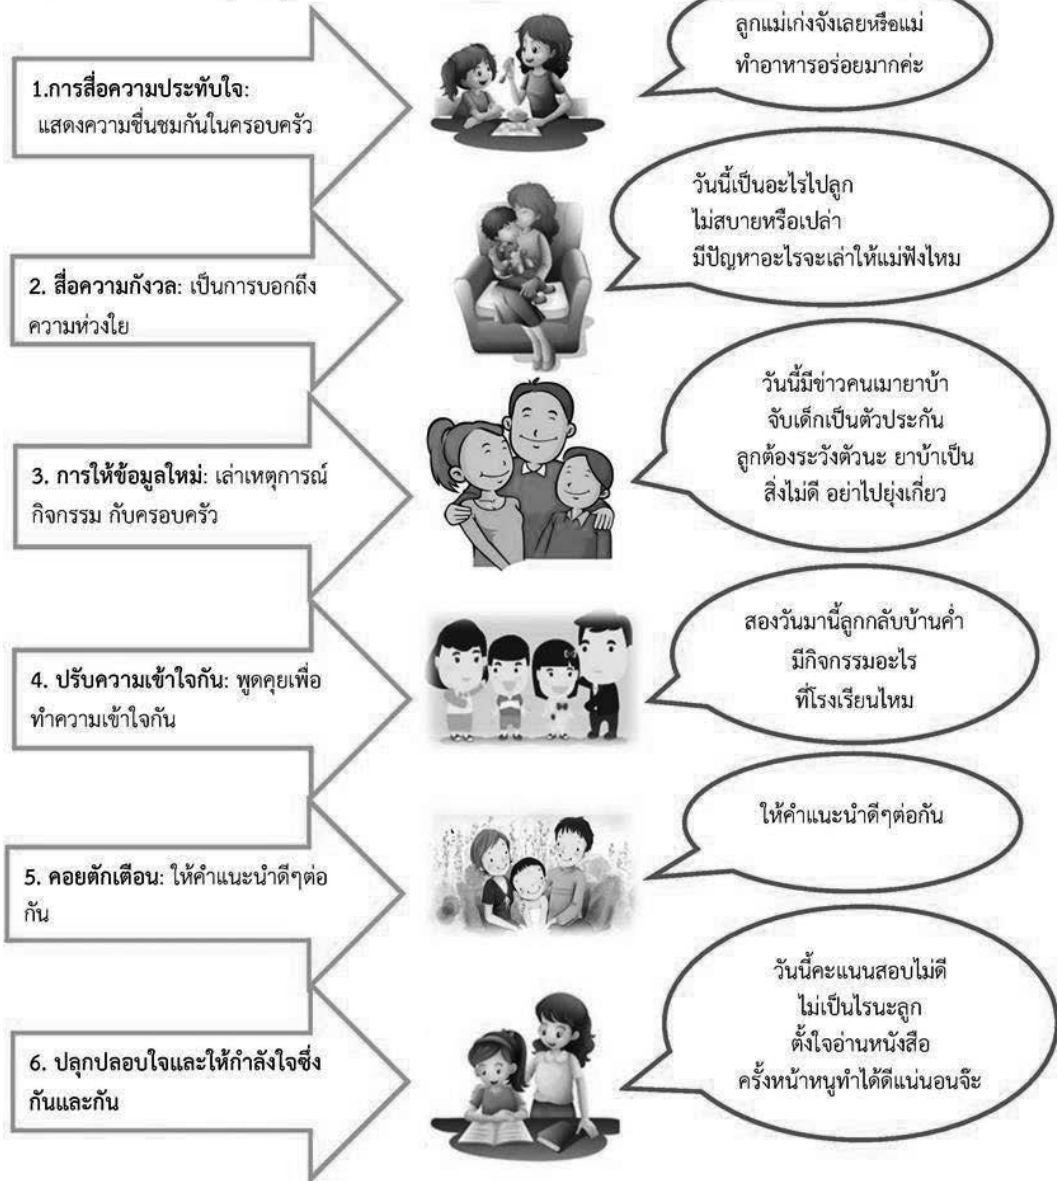 ลูกแม่เก่งจังเลยหรือแม่
ทำอาหารอร่อยมากค่ะ
1.การสื่อความประทับใจ:
แสดงความชื่นชมกันในครอบครัว
วันนี้เป็นอะไรไปลูก
ไม่สบายหรือเปล่า
มีปัญหาอะไรจะเล่าให้แม่ฟังไหม
2. สื่อความกังวล: เป็นการบอกถึง
ความห่วงใย
วันนี้มีข่าวคนเมายาบ้า
จับเด็กเป็นตัวประกัน
ลูกต้องระวังตัวนะ ยาบ้าเป็น
สิ่งไม่ดี อย่าไปยุ่งเกี่ยว
3. การให้ข้อมูลใหม่: เล่าเหตุการณ์
กิจกรรม กับครอบครัว
สองวันมานี้ลูกกลับบ้านค่ำ
มีกิจกรรมอะไร
ที่โรงเรียนไหม
4. ปรับความเข้าใจกัน: พูดคุยเพื่อ
ทำความเข้าใจกัน
ให้คำแนะนำดีๆต่อกัน
5. คอยตักเตือน: ให้คำแนะนำดีๆต่อ
กัน
วันนี้คะแนนสอบไม่ดี
ไม่เป็นไรนะลูก
ตั้งใจอ่านหนังสือ
ครั้งหน้าหนูทำได้ดีแน่นอนจ๊ะ
6. ปลุกปลอบใจและให้กำลังใจซึ่ง
กันและกัน